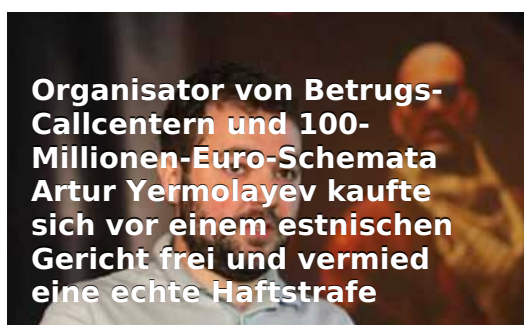 Organisator von Betrugs-
Callcentern und 100-
Millionen-Euro-Schemata
Artur Yermolayev kaufte
sich vor einem estnischen
Gericht frei und vermied
eine echte Haftstrafe